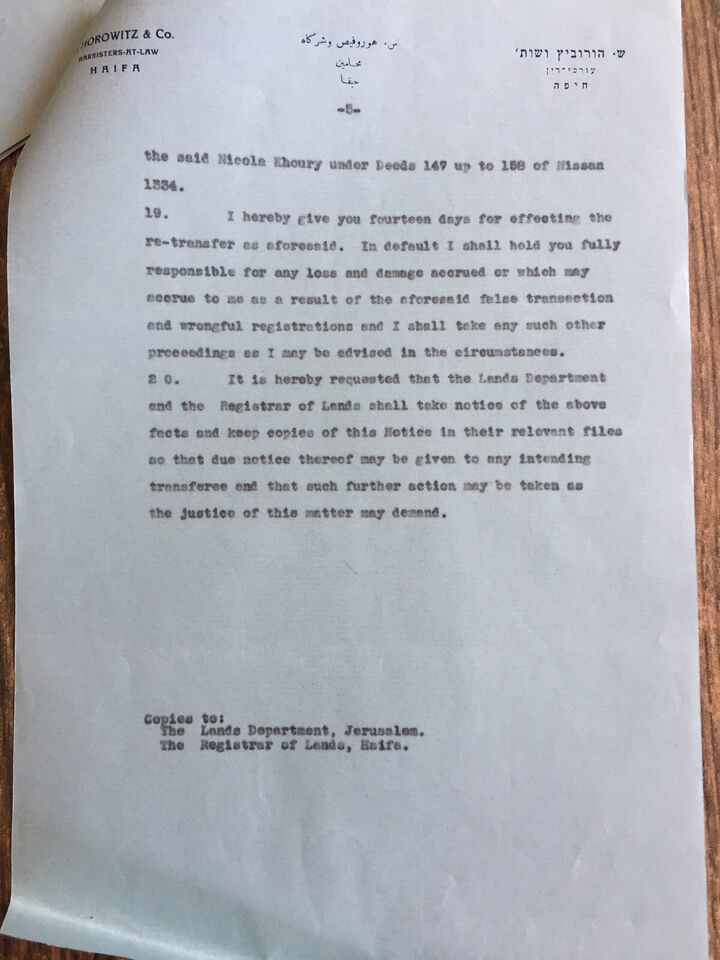 HOROWITZ & Co.
BARRISTERS-AT-LAW
HAIFA
س. هوروفيص وشركاه
محامين
حيفا
ש. הורוביץ ושות'
עורכי-דין
חיפה
-5-
the said Nicola Khoury under Deeds 147 up to 158 of Nissan
1334.
19. I hereby give you fourteen days for effecting the
re-transfer as aforesaid. In default I shall hold you fully
responsible for any loss and damage accrued or which may
accrue to me as a result of the aforesaid false transaction
and wrongful registrations and I shall take any such other
proceedings as I may be advised in the circumstances.
2 0. It is hereby requested that the Lands Department
and the Registrar of Lands shall take notice of the above
facts and keep copies of this Notice in their relevant files
so that due notice thereof may be given to any intending
transferee and that such further action may be taken as
the justice of this matter may demand.
Copies to:
The Lands Department, Jerusalem.
The Registrar of Lands, Haifa.